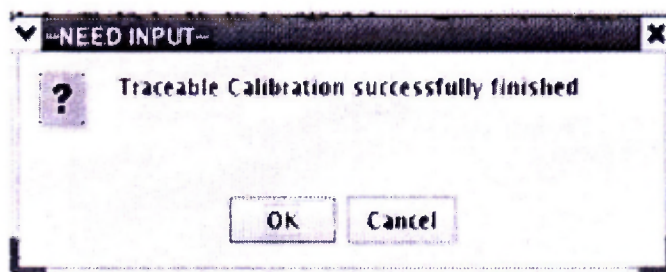 --NEED INPUT--
?
Traceable Calibration successfully finished
OK Cancel